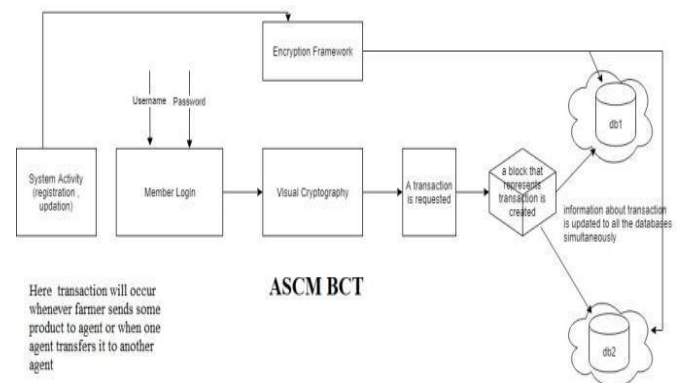 Encryption Framework
Username
Password
db1
System Activity
(registration ,
updation)
Member Login
Visual Cryptography
A transaction
is requested
a block that
represents
transaction is
created
information about transaction
is updated to all the databases
simultaneously
Here transaction will occur
whenever farmer sends some
product to agent or when one
agent transfers it to another
agent
ASCM BCT
db2